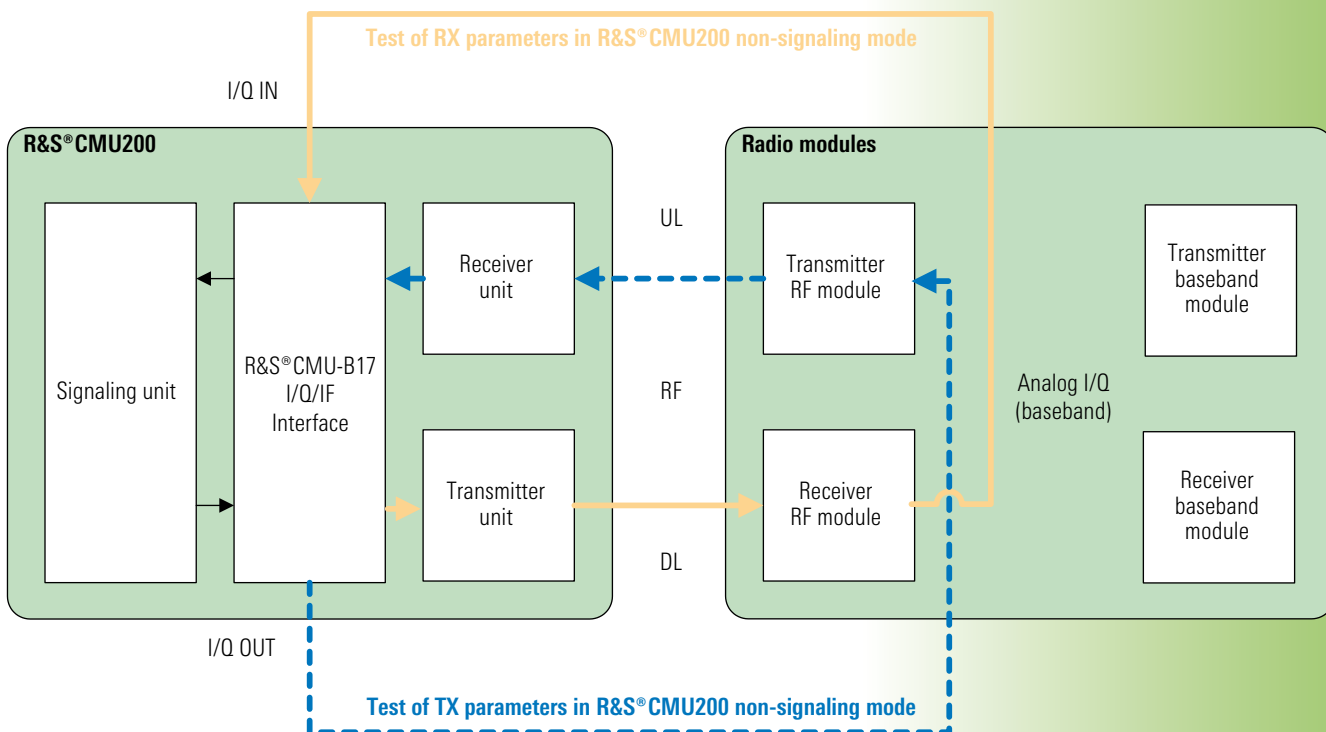 Test of RX parameters in R&S®CMU200 non-signaling mode
I/Q IN
R&S®CMU200
Radio modules
Signaling unit
R&S®CMU-B17
I/Q/IF
Interface
Receiver
unit
Transmitter
unit
UL
RF
DL
Transmitter
RF module
Receiver
RF module
Analog I/Q
(baseband)
Transmitter
baseband
module
Receiver
baseband
module
I/Q OUT
Test of TX parameters in R&S®CMU200 non-signaling mode